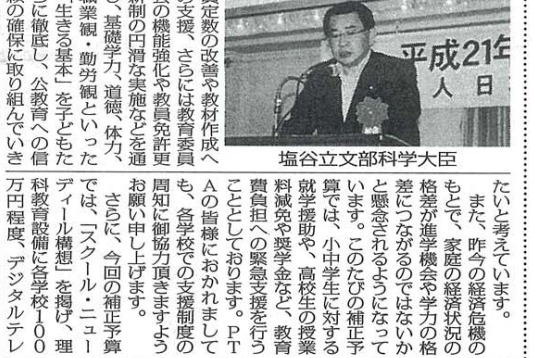 平成21年
人 日
塩谷立文部科学大臣
員定数の改善や教材作成へ
の支援、さらには教育委員
会の機能強化や教員免許更
新制の円滑な実施などを通
し、基礎学力、道徳、体力、
職業観・勤労観といった
「生きる基本」を子どもた
ちに徹底し、公教育への信
頼の確保に取り組んでいき
たいと考えています。
また、昨今の経済危機の
もとで、家庭の経済状況の
格差が進学機会や学力の格
差につながるのではないか
と懸念されるようになって
います。このたびの補正予
算では、小中学生に対する
就学援助や、高校生の授業
料減免や奨学金など、教育
費負担への緊急支援を行う
こととしております。PT
Aの皆様におかれまして
も、各学校での支援制度の
周知に御協力頂きますよう
お願い申し上げます。
さらに、今回の補正予算
では、「スクール・ニュー
ディール構想」を掲げ、理
科教育設備に各学校100
万円程度、デジタルテレ